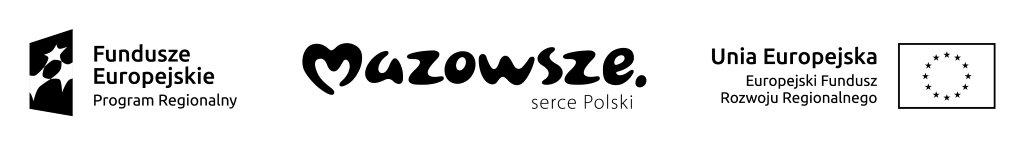 Fundusze
Europejskie
Program Regionalny
Mazowsze.
serce Polski
Unia Europejska
Europejski Fundusz
Rozwoju Regionalnego